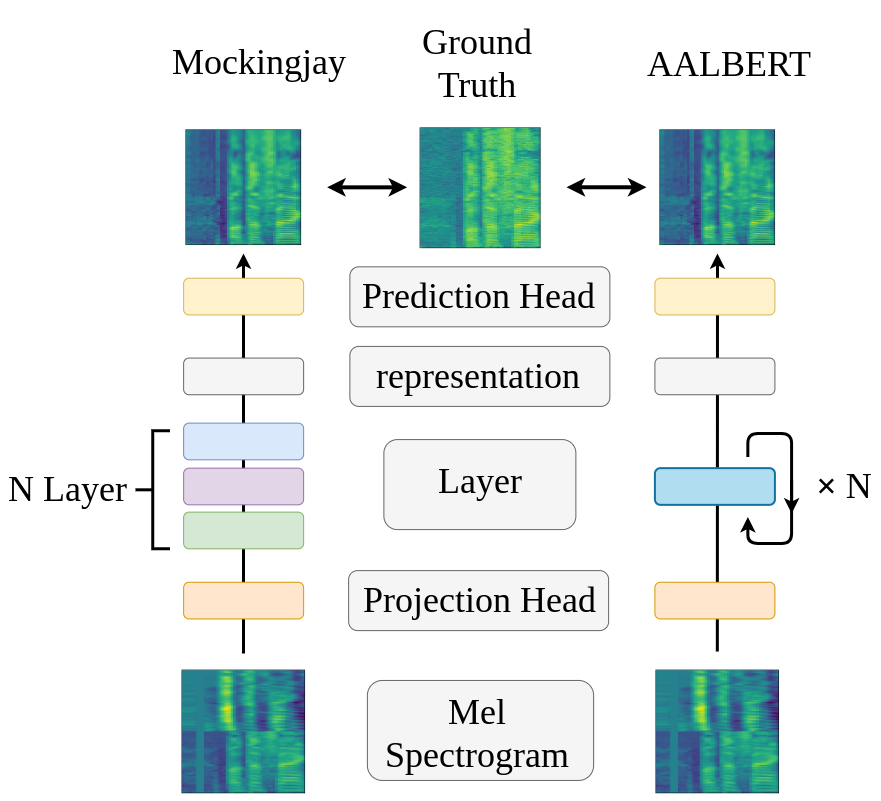 Mockingjay
Ground
Truth
AALBERT
Prediction Head
representation
N Layer
Layer
× N
Projection Head
Mel
Spectrogram